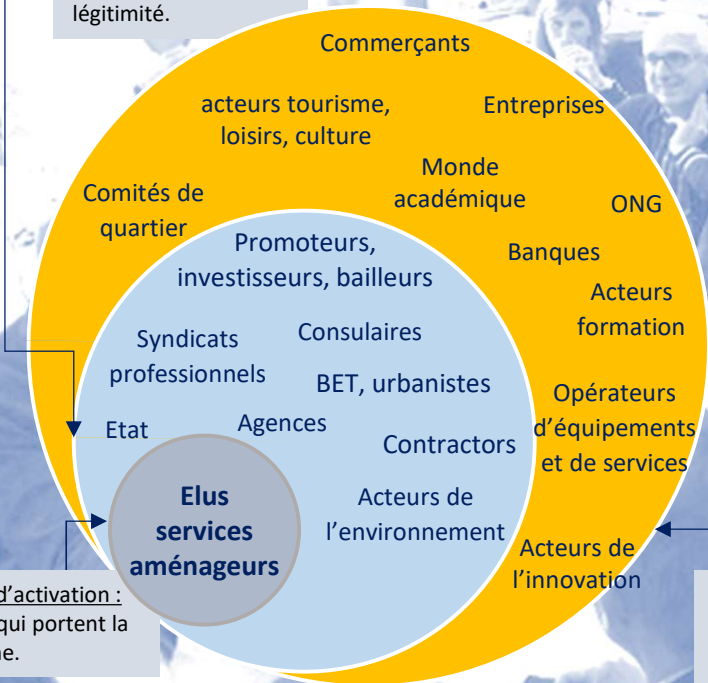 légitimité.
Commerçants
acteurs tourisme,
loisirs, culture
Entreprises
Monde
académique
Comités de
quartier
ONG
Promoteurs,
investisseurs, bailleurs
Banques
Acteurs
formation
Syndicats
professionnels
Consulaires
BET, urbanistes
Opérateurs
d’équipements
et de services
Etat
Agences
Contractors
Elus
services
aménageurs
Acteurs de
l’environnement
Acteurs de
l’innovation
d’activation :
qui portent la